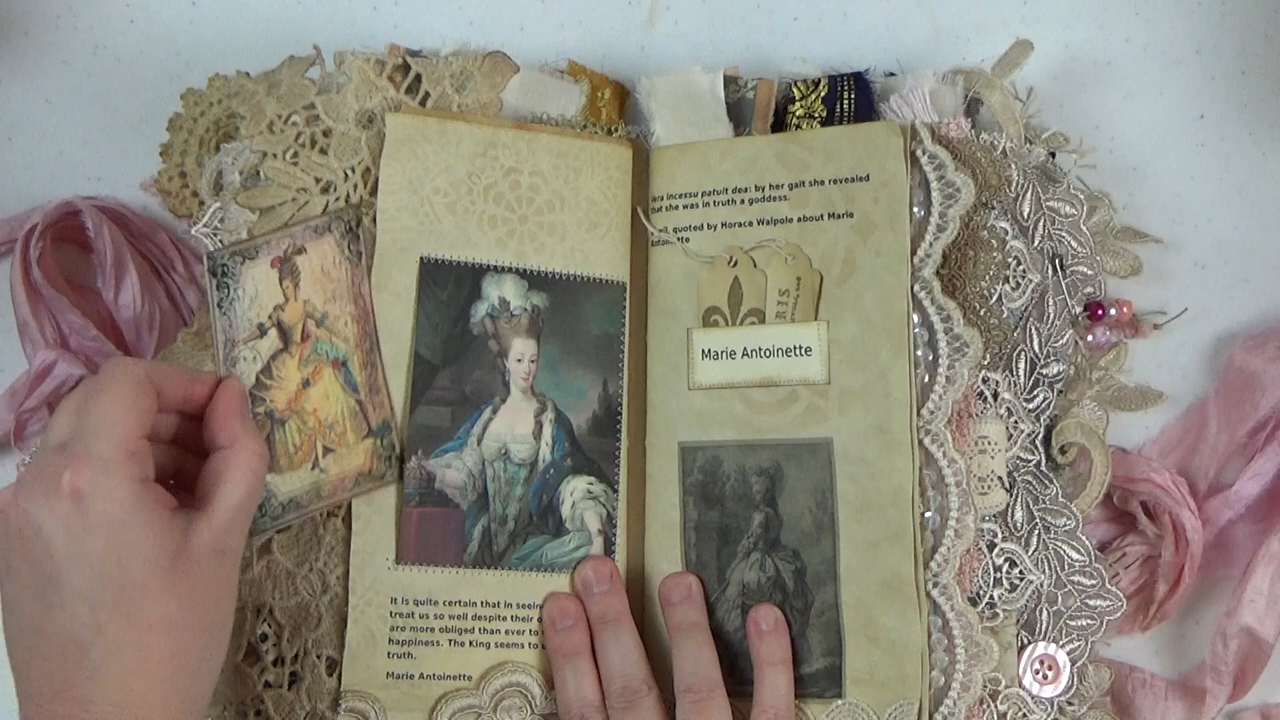 It is quite certain that in seein
treat us so well despite their o
are more obliged than ever to
happiness. The King seems to
truth.
Marie Antoinette
incessu patuit dea: by her gait she revealed
that she was in truth a goddess.
quoted by Horace Walpole about Marie
Antoinette
RIS
Marie Antoinette